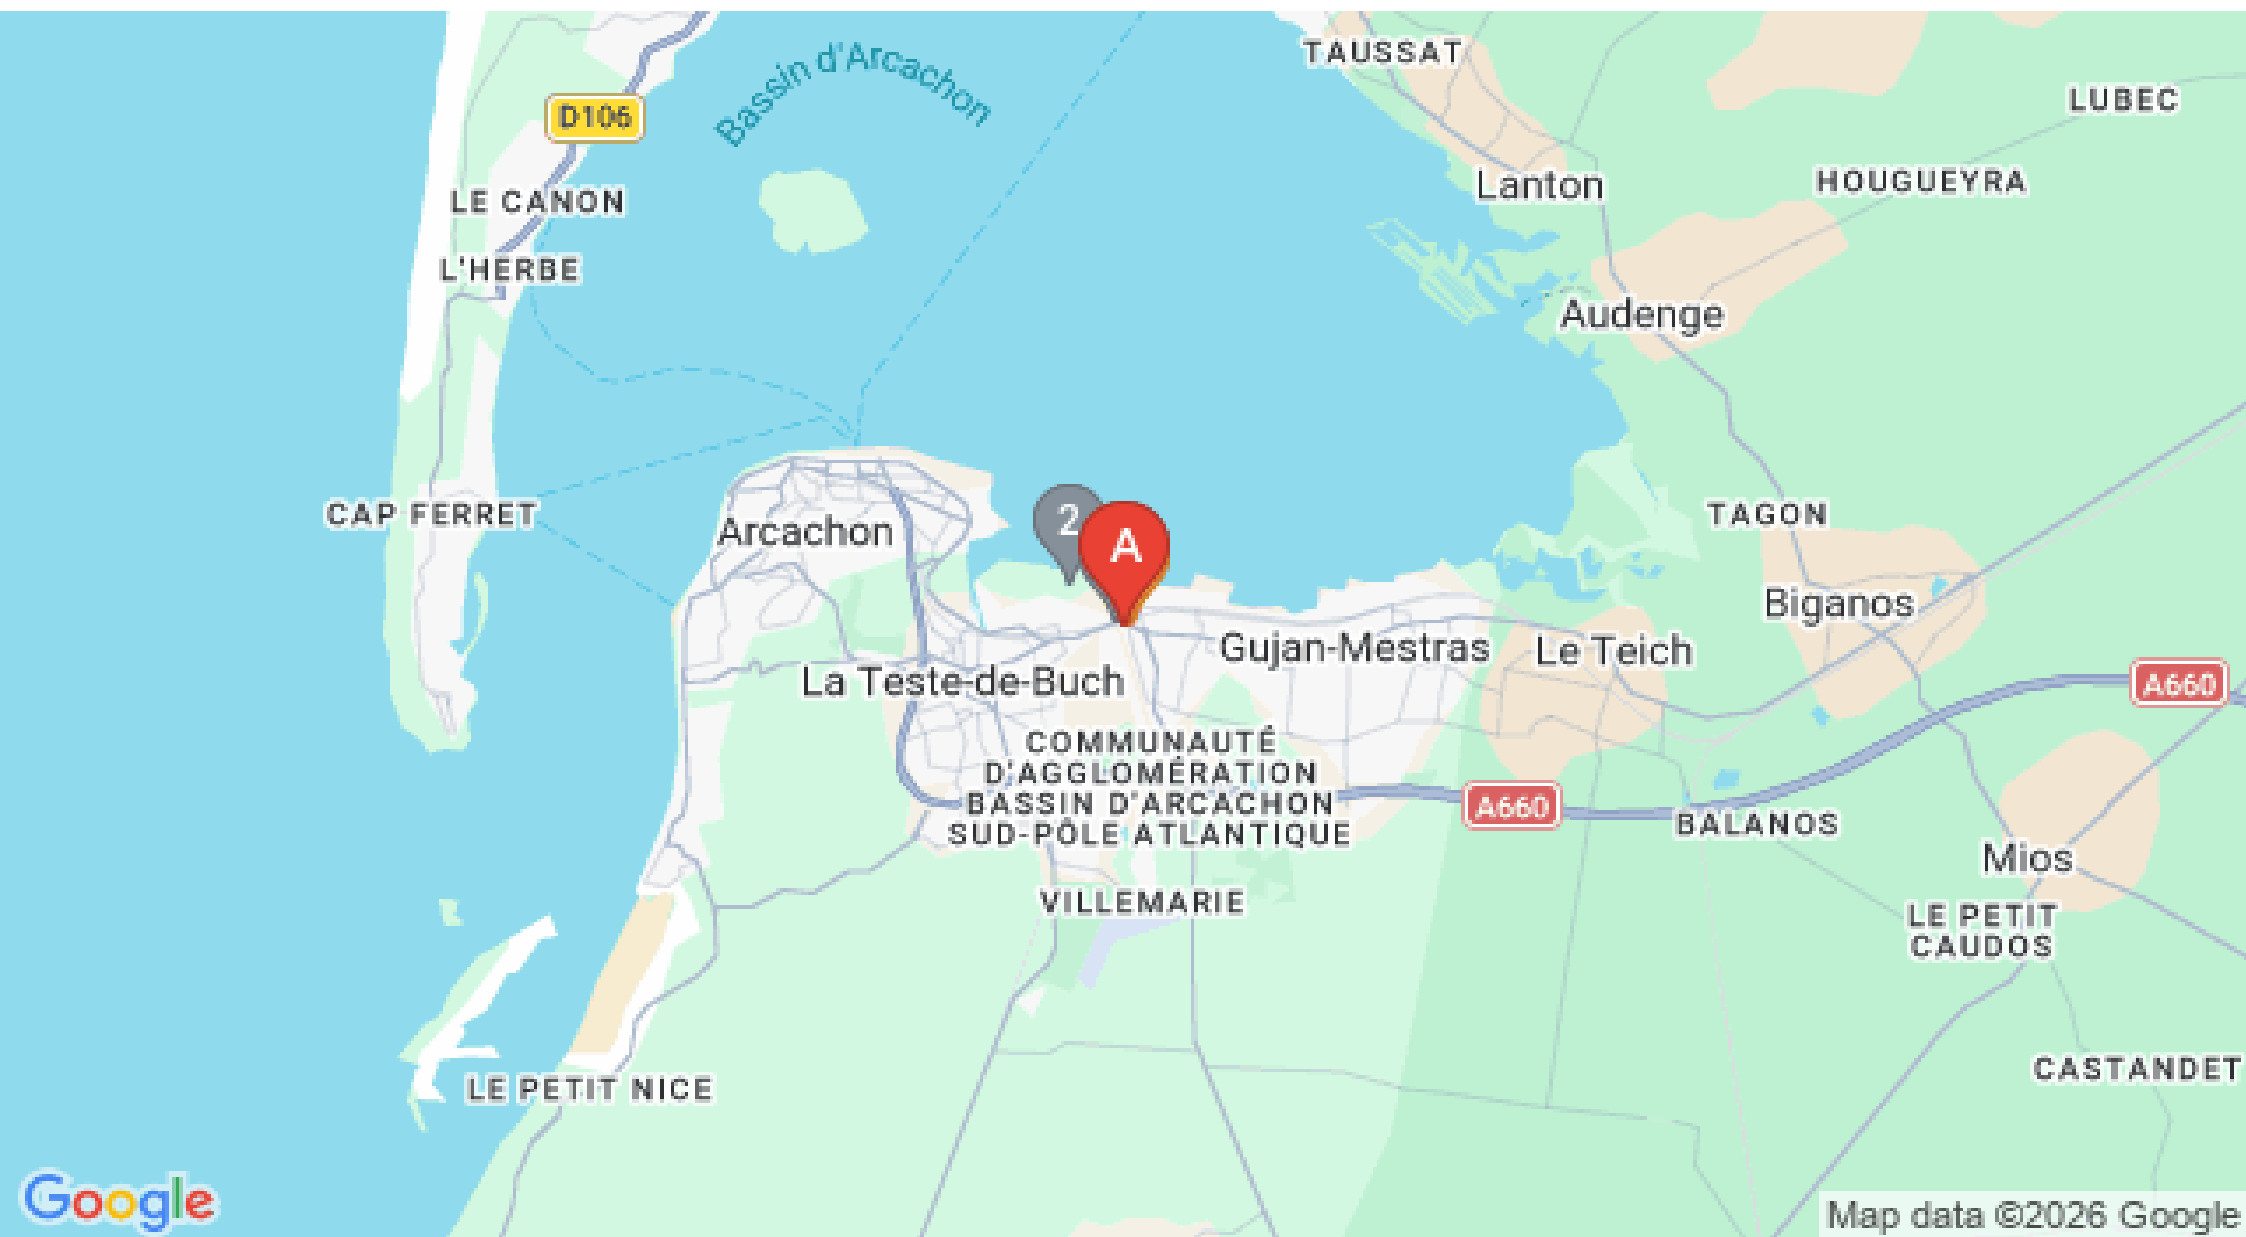 TAUSSAT
Bassin d'Arcachon
LUBEC
D106
Lanton
HOUGUEYRA
LE CANON
L'HERBE
Audenge
CAP FERRET
Arcachon
2
A
TAGON
Biganos
Gujan-Mestras
Le Teich
La Teste-de-Buch
A660
COMMUNAUTÉ
D'AGGLOMÉRATION
BASSIN D'ARCACHON
SUD-PÔLE ATLANTIQUE
A660
BALANOS
Mios
VILLEMARIE
LE PETIT
CAUDOS
CASTANDET
LE PETIT NICE
Google
Map data ©2026 Google